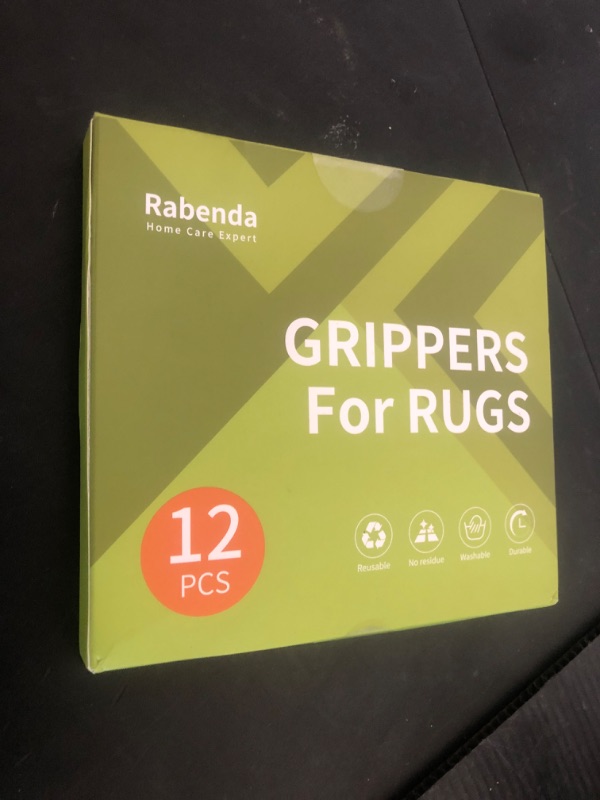 Rabenda
Home Care Expert
GRIPPERS
For RUGS
12
PCS
Reusable
No residue
Washable
Durable